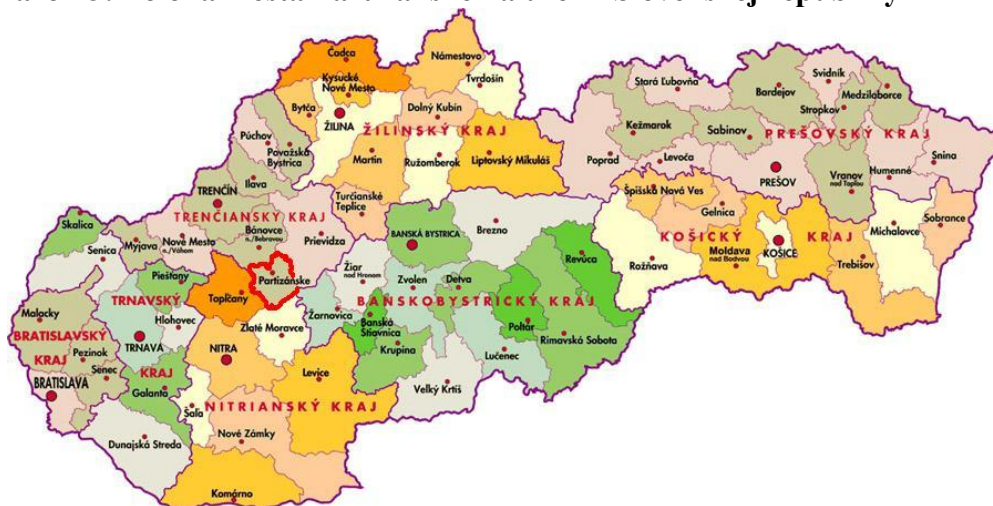 Čadca
Námestovo
Kysucké
Nové Mesto
Tvrdošín
Bytča
ŽILINA
Dolný Kubín
ŽILINSKÝ KRAJ
Púchov
Považská
Bystrica
Martin
Ružomberok
Liptovský Mikuláš
Ilava
TRENČÍN
Turčianske
Teplice
TRENČIANSKY KRAJ
Bánovce
n./Bebravou
Prievidza
Nové Mesto
n./Váhom
Myjava
Partizánske
Stará Ľubovňa
Svidník
Bardejov
Medzilaborce
Stropkov
Kežmarok
Sabinov
PREŠOVSKÝ KRAJ
Poprad
Levoča
PREŠOV
Vranov
nad Topľou
Humenné
Snina
Spišská Nová Ves
Gelnica
Sobrance
KOŠICKÝ KRAJ
Moldava
nad Bodvou
KOŠICE
Michalovce
Rožňava
Trebišov
Skalica
Senica
Piešťany
TRNAVSKÝ
Hlohovec
TRNAVA
KRAJ
Galanta
Dunajská Streda
Malacky
BRATISLAVSKÝ
KRAJ
Pezinok
Senec
BRATISLAVA
Topľčany
Zlaté Moravce
NITRA
Levice
Šaľa
NITRIANSKÝ KRAJ
Nové Zámky
Komárno
BANSKÁ BYSTRICA
Brezno
Žiar
nad Hronom
Zvolen
Detva
Revúca
BANSKOBYSTRICKÝ KRAJ
Žarnovica
Banská
Štiavnica
Krupina
Poltár
Rimavská Sobota
Lučenec
Veľký Krtíš